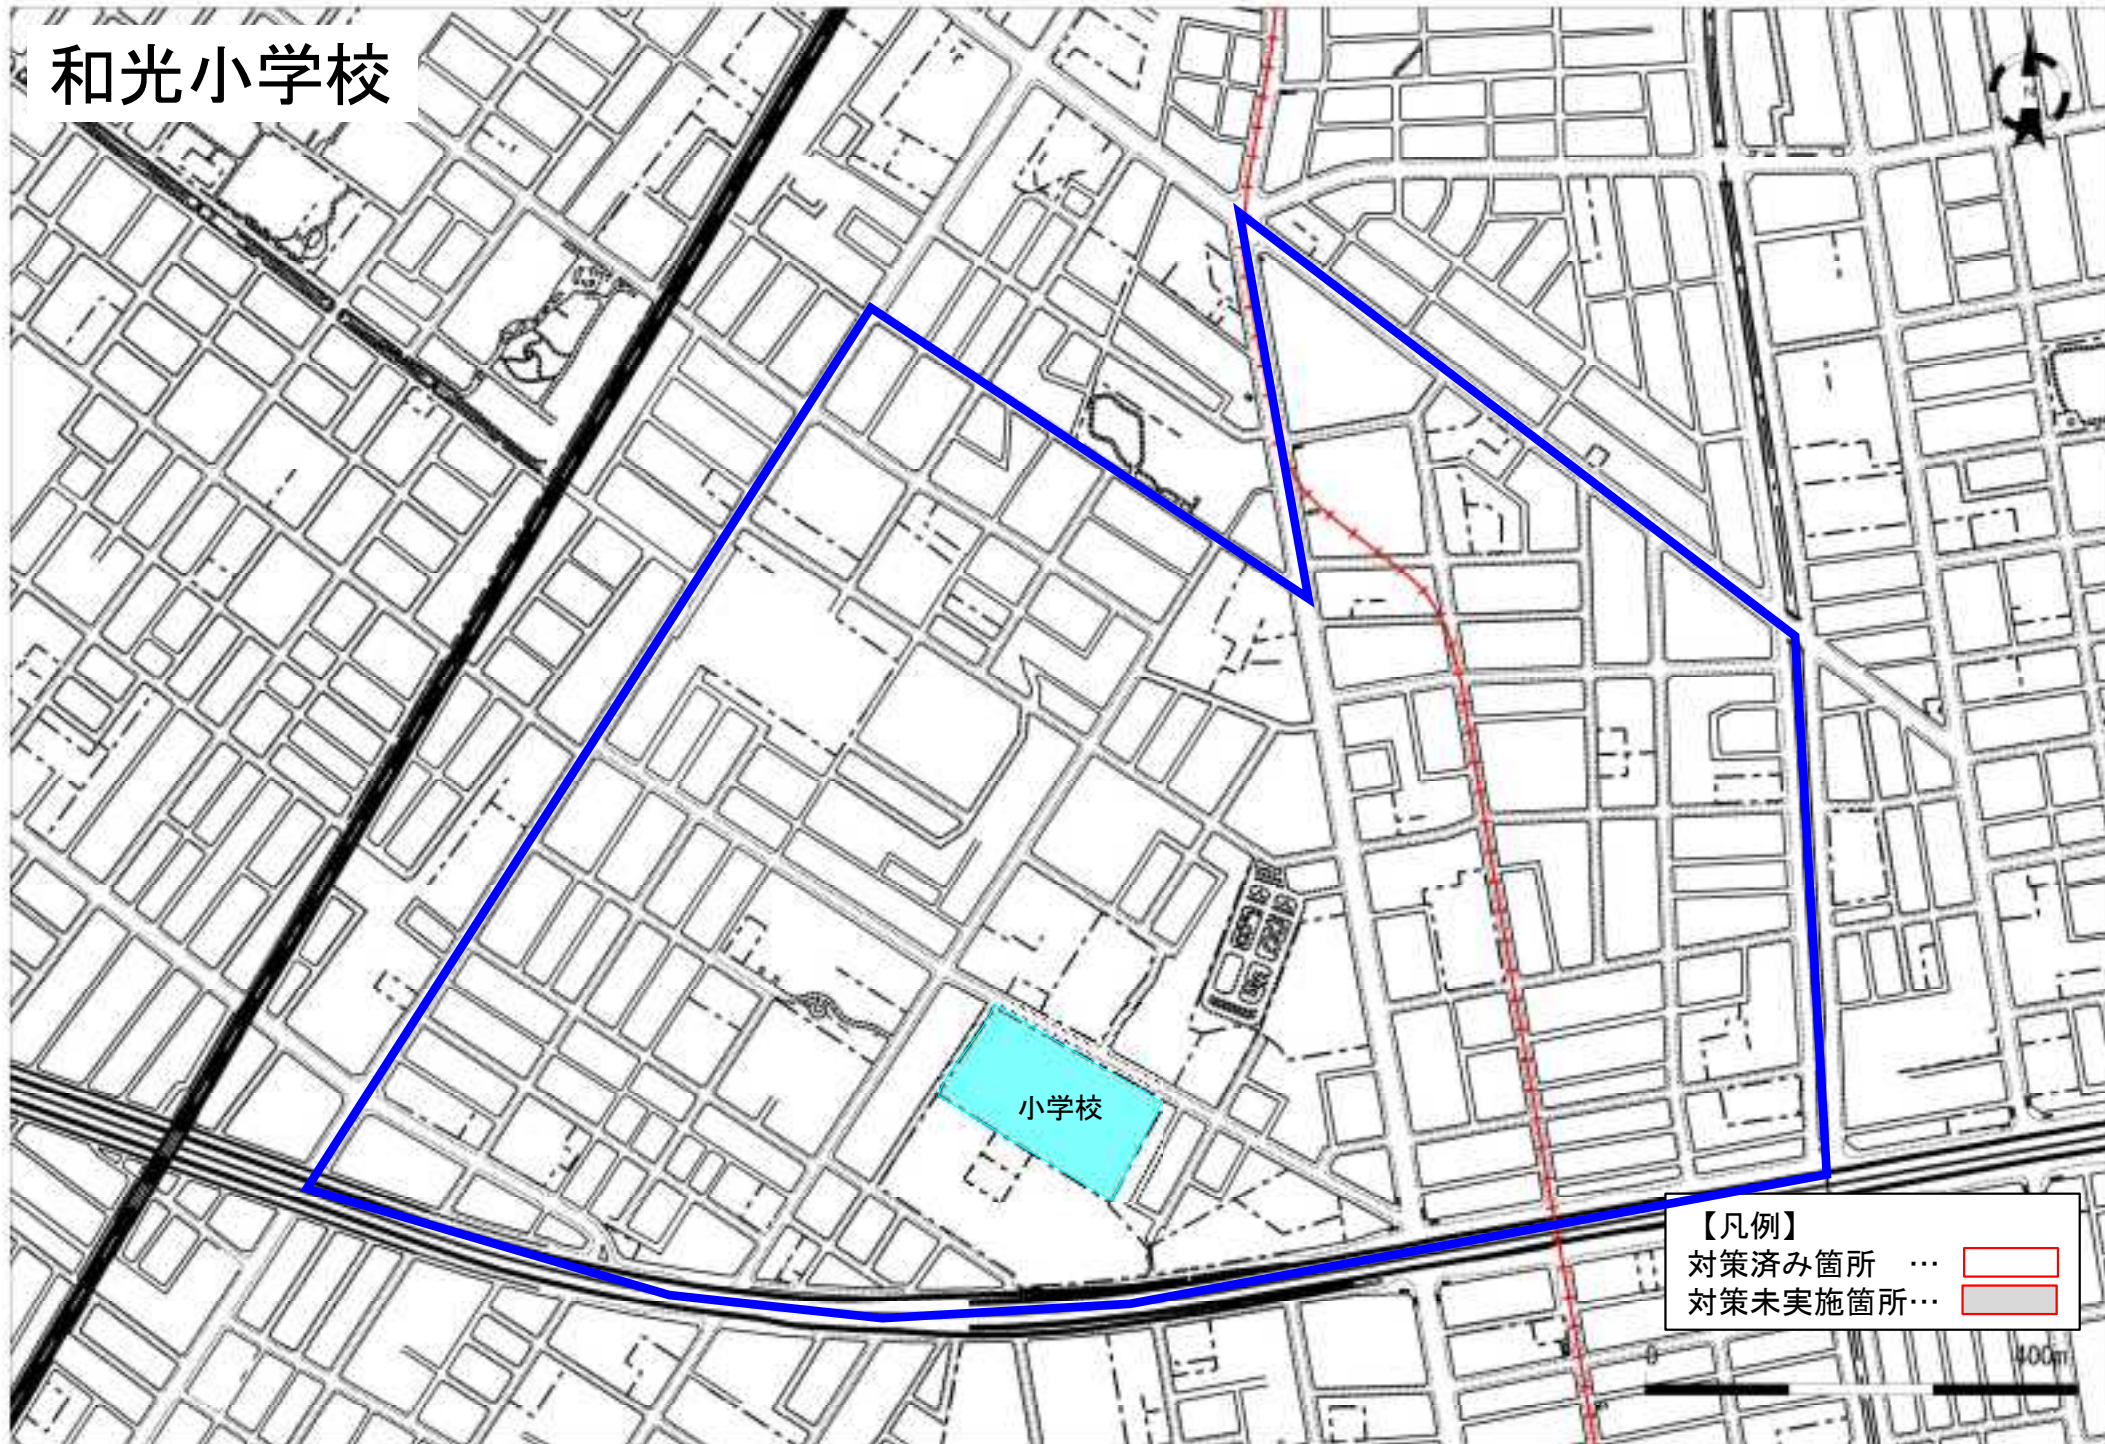 和光小学校
小学校
【凡例】
対策済み箇所 …
対策未実施箇所…
0 400m